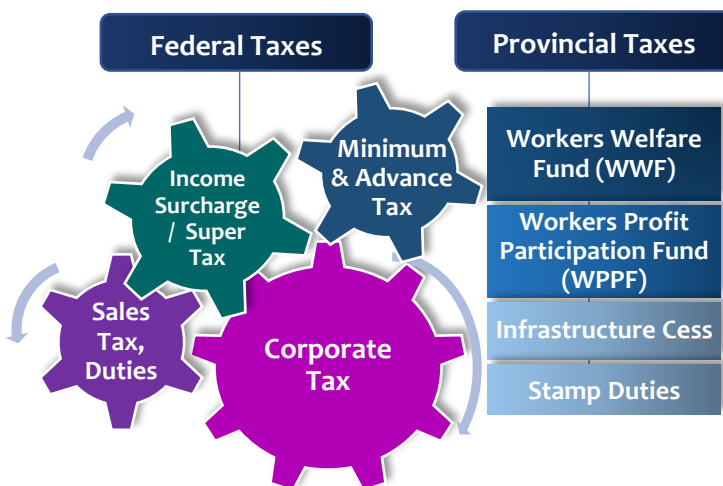 Federal Taxes
Provincial Taxes
Income
Surcharge
/ Super
Tax
Minimum
& Advance
Tax
Sales
Tax,
Duties
Corporate
Tax
Workers Welfare
Fund (WWF)
Workers Profit
Participation Fund
(WPPF)
Infrastructure Cess
Stamp Duties